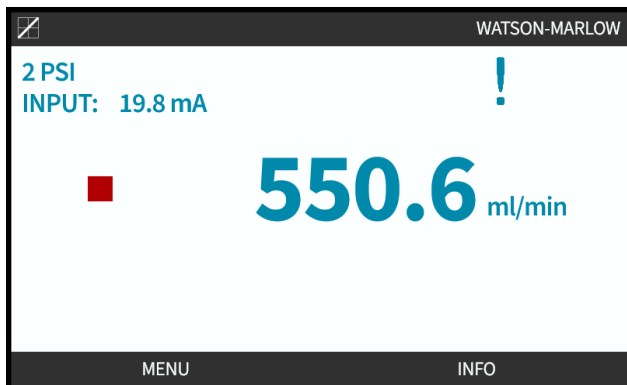 WATSON-MARLOW
2 PSI
!
INPUT: 19.8 mA
550.6 ml/min
MENU INFO